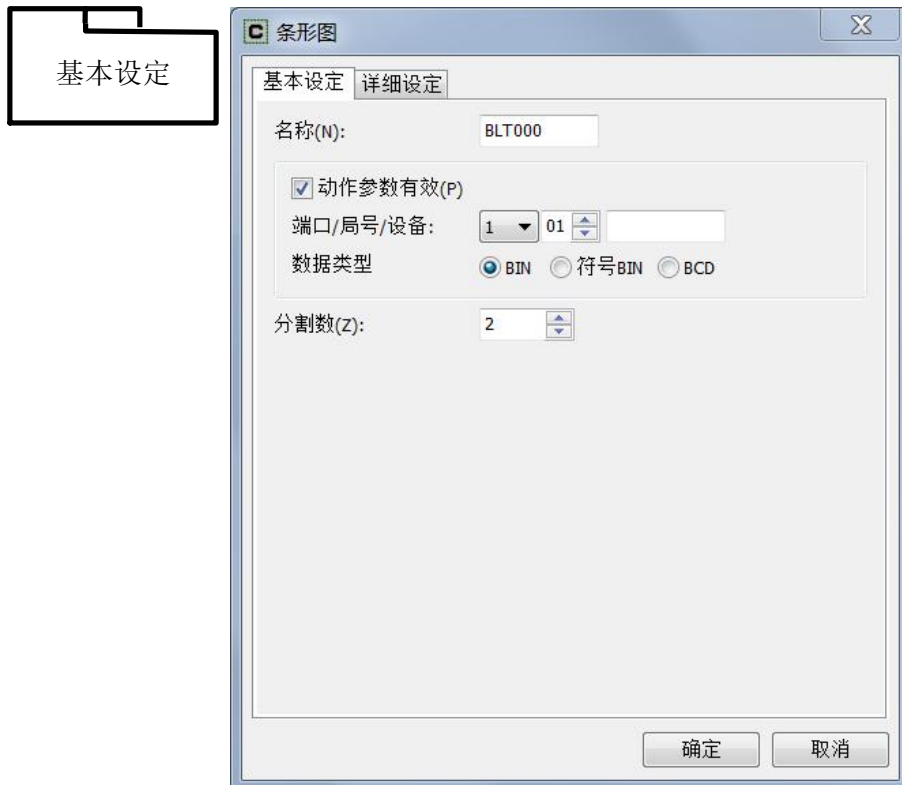 基本设定
C 条形图
基本设定 详细设定
名称(N): BLT000
动作参数有效(P)
端口/局号/设备: 1 01
数据类型 BIN 符号BIN BCD
分割数(Z): 2
确定 取消